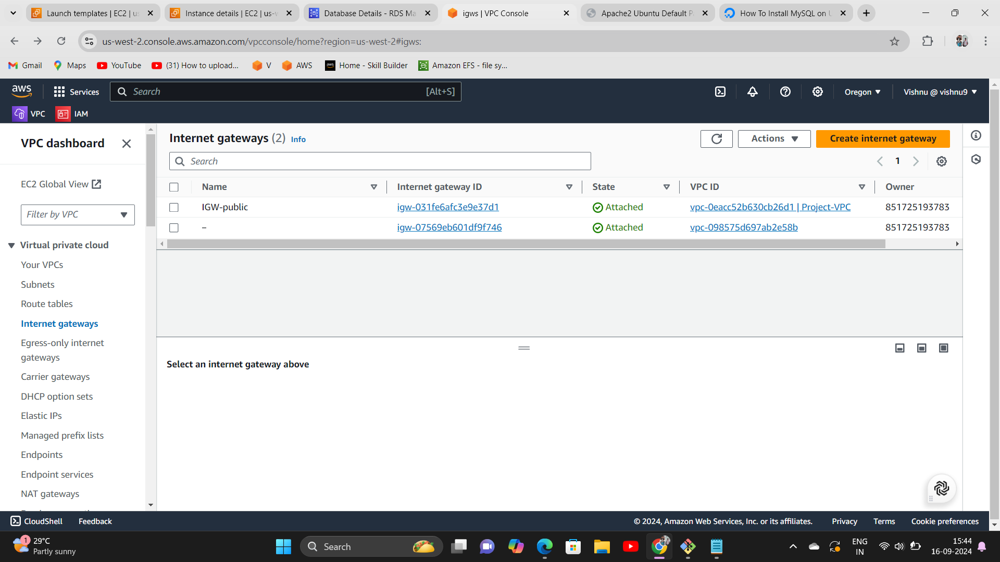 Launch templates | EC2 | us
Instance details | EC2 | us-w
Database Details - RDS Ma
igws | VPC Console
Apache2 Ubuntu Default P
How To Install MySQL on U
us-west-2.console.aws.amazon.com/vpcconsole/home?region=us-west-2#igws:
Gmail
Maps
YouTube
(31) How to upload...
V
AWS
aws
Home - Skill Builder
Amazon EFS - file sy...
aws
Services
Search
[Alt+S]
Oregon
Vishnu @ vishnu9
VPC
IAM
VPC dashboard
EC2 Global View
Filter by VPC
Virtual private cloud
Your VPCs
Subnets
Route tables
Internet gateways
Egress-only internet
gateways
Carrier gateways
DHCP option sets
Elastic IPs
Managed prefix lists
Endpoints
Endpoint services
NAT gateways
Internet gateways (2) Info
Actions
Create internet gateway
Search
1
Name Internet gateway ID State VPC ID Owner
IGW-public igw-031fe6afc3e9e37d1 Attached vpc-0eacc52b630cb26d1 | Project-VPC 851725193783
– igw-07569eb601df9f746 Attached vpc-098575d697ab2e58b 851725193783
Select an internet gateway above
CloudShell
Feedback
© 2024, Amazon Web Services, Inc. or its affiliates.
Privacy
Terms
Cookie preferences
1
29°C
Partly sunny
Search
ENG
IN
15:44
16-09-2024